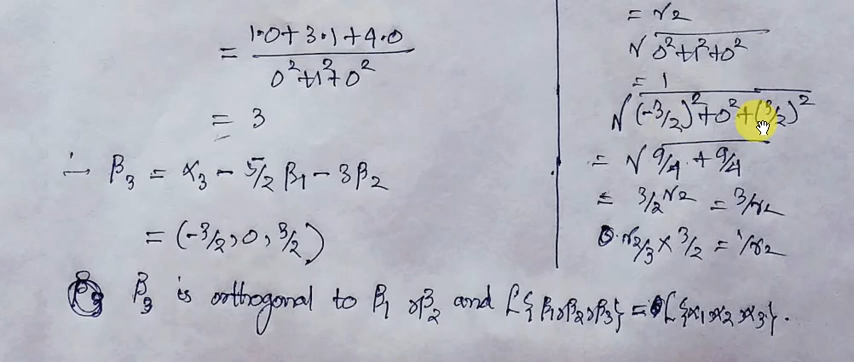 = (1·0+3·1+4·0) / (0²+1²+0²)
= 3
∴ β₃ = α₃ - 5/2 β₁ - 3β₂
= (-3/2, 0, 3/2)
β₃ is orthogonal to β₁, β₂ and L{β₁, β₂, β₃} = L{α₁, α₂, α₃}.
= √2
√(0²+1²+0²)
= 1
√((-3/2)²+0²+(3/2)²)
= √(9/4 + 9/4)
= 3/2 √2 = 3/√2
√2/3 × 3/2 = 1/√2